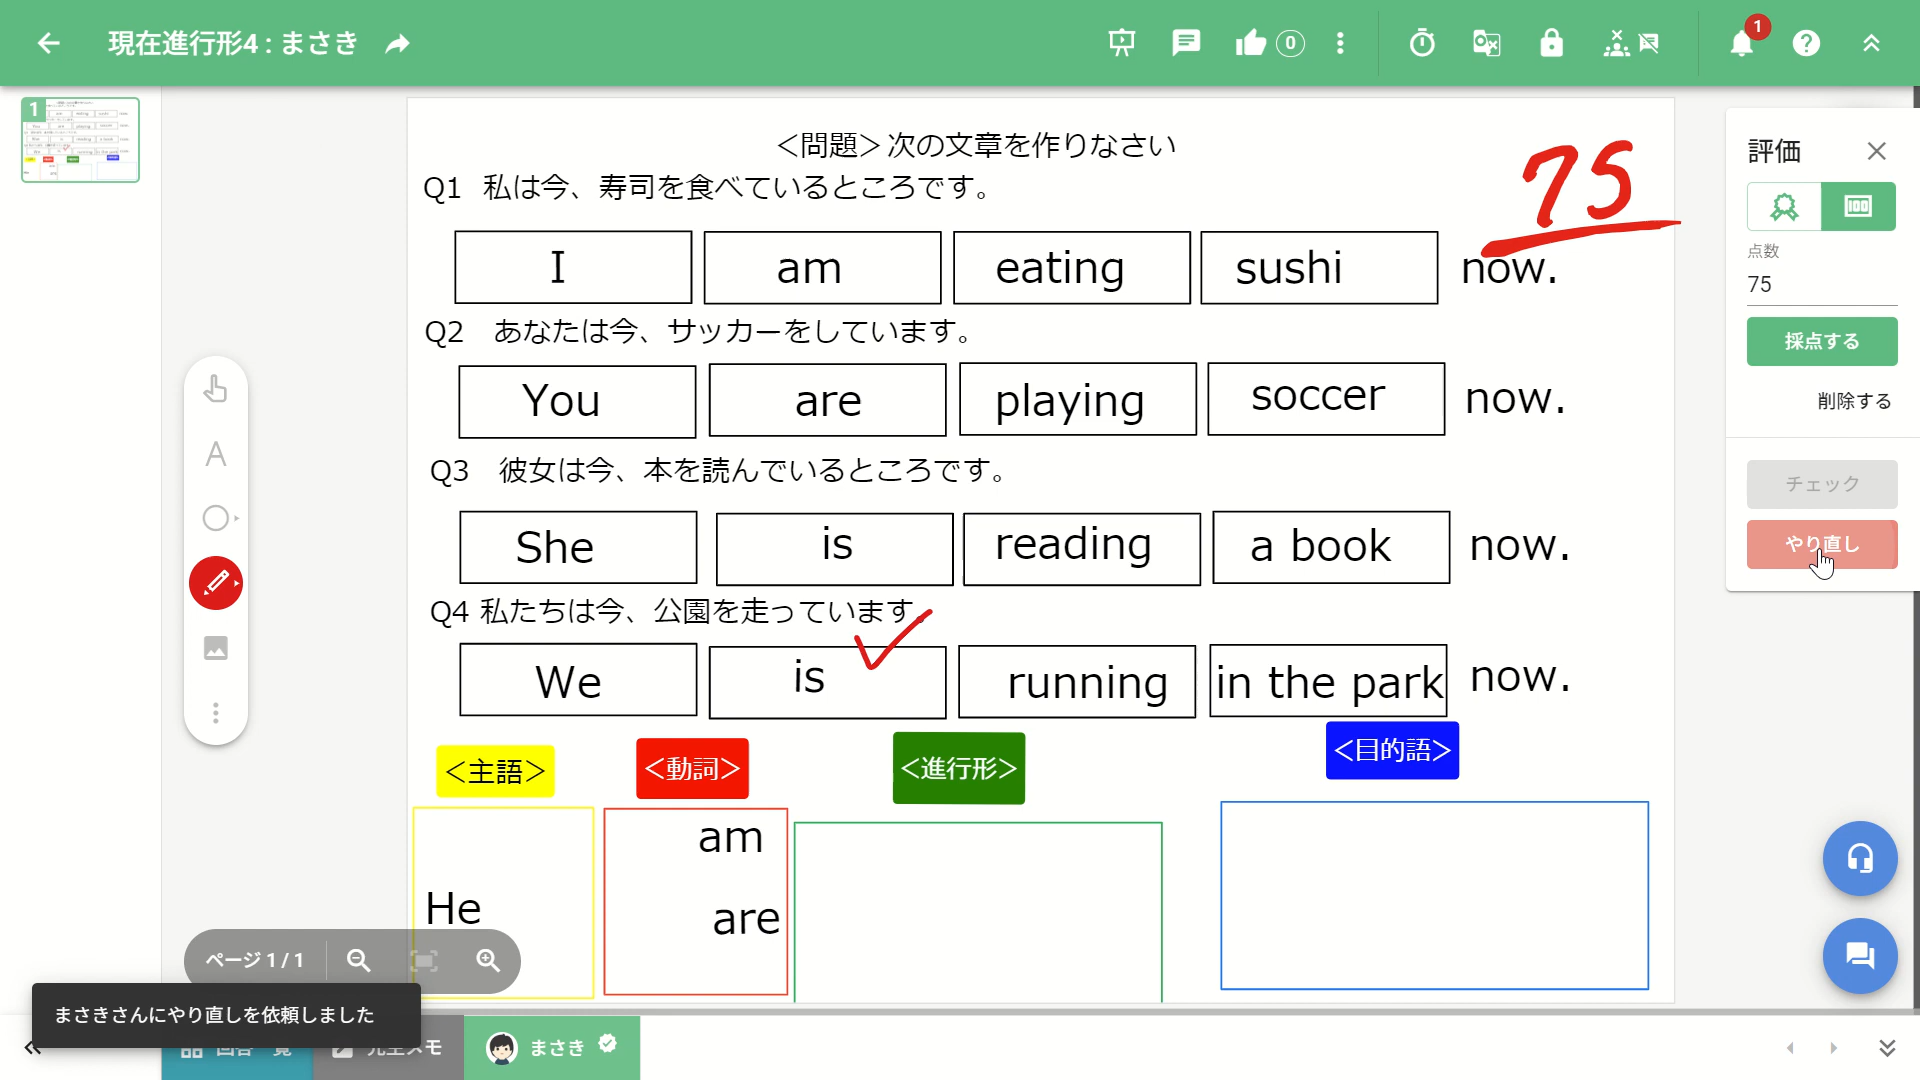 現在進行形4 : まさき
0
1
1
<問題> 次の文章を作りなさい
75
Q1 私は今、寿司を食べているところです。
I am eating sushi now.
Q2 あなたは今、サッカーをしています。
You are playing soccer now.
Q3 彼女は今、本を読んでいるところです。
She is reading a book now.
Q4 私たちは今、公園を走っています。
We is running in the park now.
<主語> <動詞> <進行形> <目的語>
am
He
are
評価
100
点数
75
採点する
削除する
チェック
やり直し
A
ページ 1 / 1
まさきさんにやり直しを依頼しました
まさき